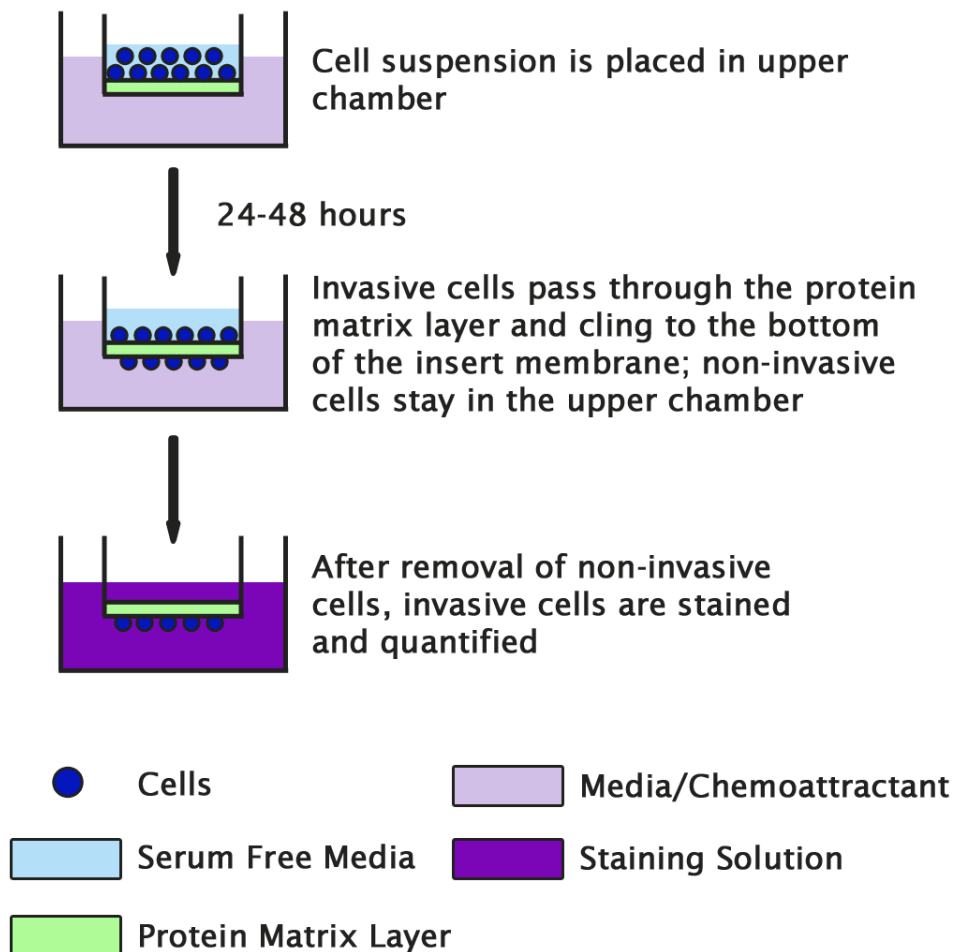 Cell suspension is placed in upper
chamber
24-48 hours
Invasive cells pass through the protein
matrix layer and cling to the bottom
of the insert membrane; non-invasive
cells stay in the upper chamber
After removal of non-invasive
cells, invasive cells are stained
and quantified
Cells
Media/Chemoattractant
Serum Free Media
Staining Solution
Protein Matrix Layer